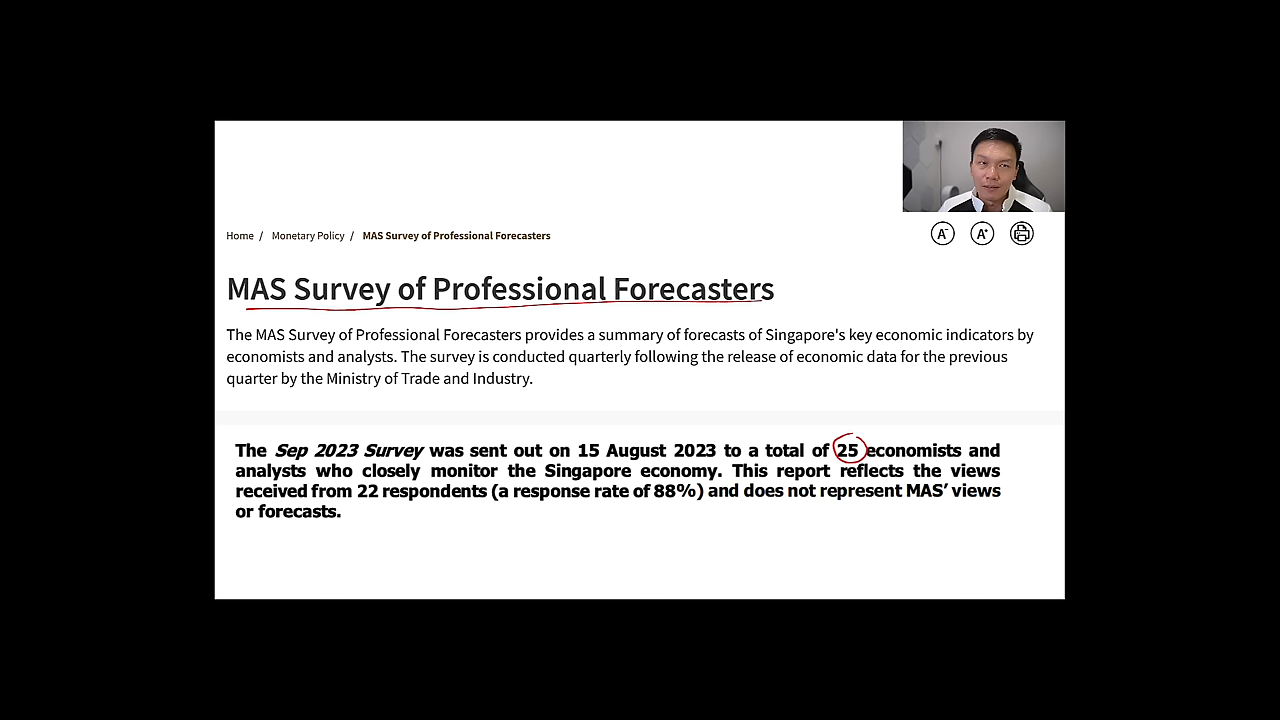 Home / Monetary Policy / MAS Survey of Professional Forecasters
A-
A+
MAS Survey of Professional Forecasters
The MAS Survey of Professional Forecasters provides a summary of forecasts of Singapore's key economic indicators by
economists and analysts. The survey is conducted quarterly following the release of economic data for the previous
quarter by the Ministry of Trade and Industry.
The Sep 2023 Survey was sent out on 15 August 2023 to a total of 25 economists and
analysts who closely monitor the Singapore economy. This report reflects the views
received from 22 respondents (a response rate of 88%) and does not represent MAS’ views
or forecasts.